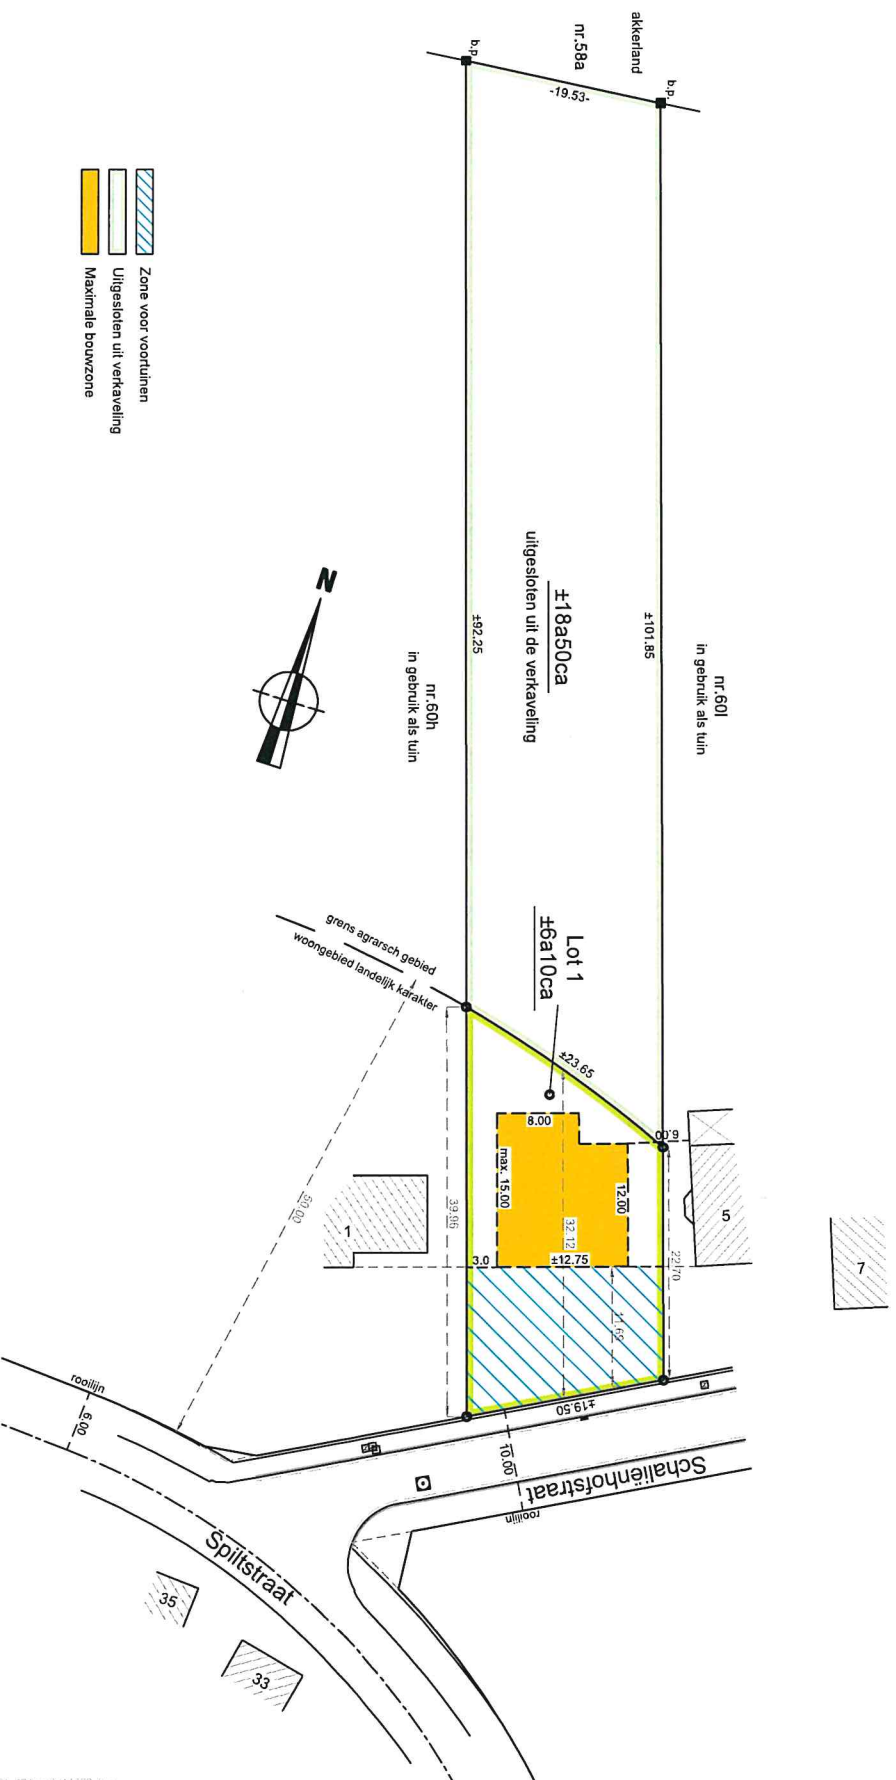 akkerland
nr.58a
b.p.
b.p.
-19.53-
Zone voor voortuinen
Uitgesloten uit verkaveling
Maximale bouwzone
±18a50ca
uitgesloten uit de verkaveling
±101.85
±92.25
nr.60l
in gebruik als tuin
nr.60h
in gebruik als tuin
N
grens agrarsch gebied
woongebied landelijk karakter
Lot 1
±6a10ca
±23.65
8.00
6.00
max. 15.00
12.00
32.12
±12.75
3.0
39.96
22.70
11.69
±19.50
50.00
1
5
7
rooilijn
6.00
10.00
Schaliënhofstraat
rooilijn
Spiltstraat
35
33